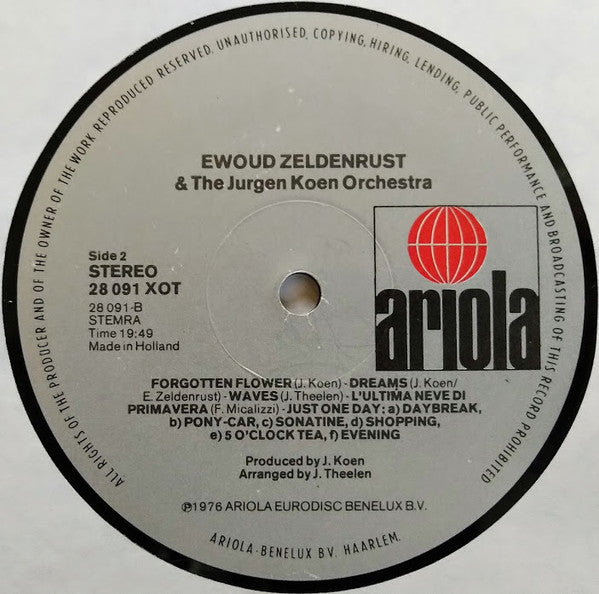 ALL RIGHTS OF THE PRODUCER AND OF THE OWNER OF THE WORK REPRODUCED RESERVED. UNAUTHORISED, COPYING, HIRING, LENDING, PUBLIC PERFORMANCE AND BROADCASTING OF THIS RECORD PROHIBITED
EWOUD ZELDENRUST
& The Jurgen Koen Orchestra
Side 2
STEREO
28 091 XOT
28 091-B
STEMRA
Time 19:49
Made in Holland
ariola
FORGOTTEN FLOWER (J. Koen) - DREAMS (J. Koen/
E. Zeldenrust) - WAVES (J. Theelen) - L'ULTIMA NEVE DI
PRIMAVERA (F. Micalizzi) - JUST ONE DAY: a) DAYBREAK,
b) PONY-CAR, c) SONATINE, d) SHOPPING,
e) 5 O'CLOCK TEA, f) EVENING
Produced by J. Koen
Arranged by J. Theelen
℗1976 ARIOLA EURODISC BENELUX B.V.
ARIOLA-BENELUX B.V. HAARLEM.